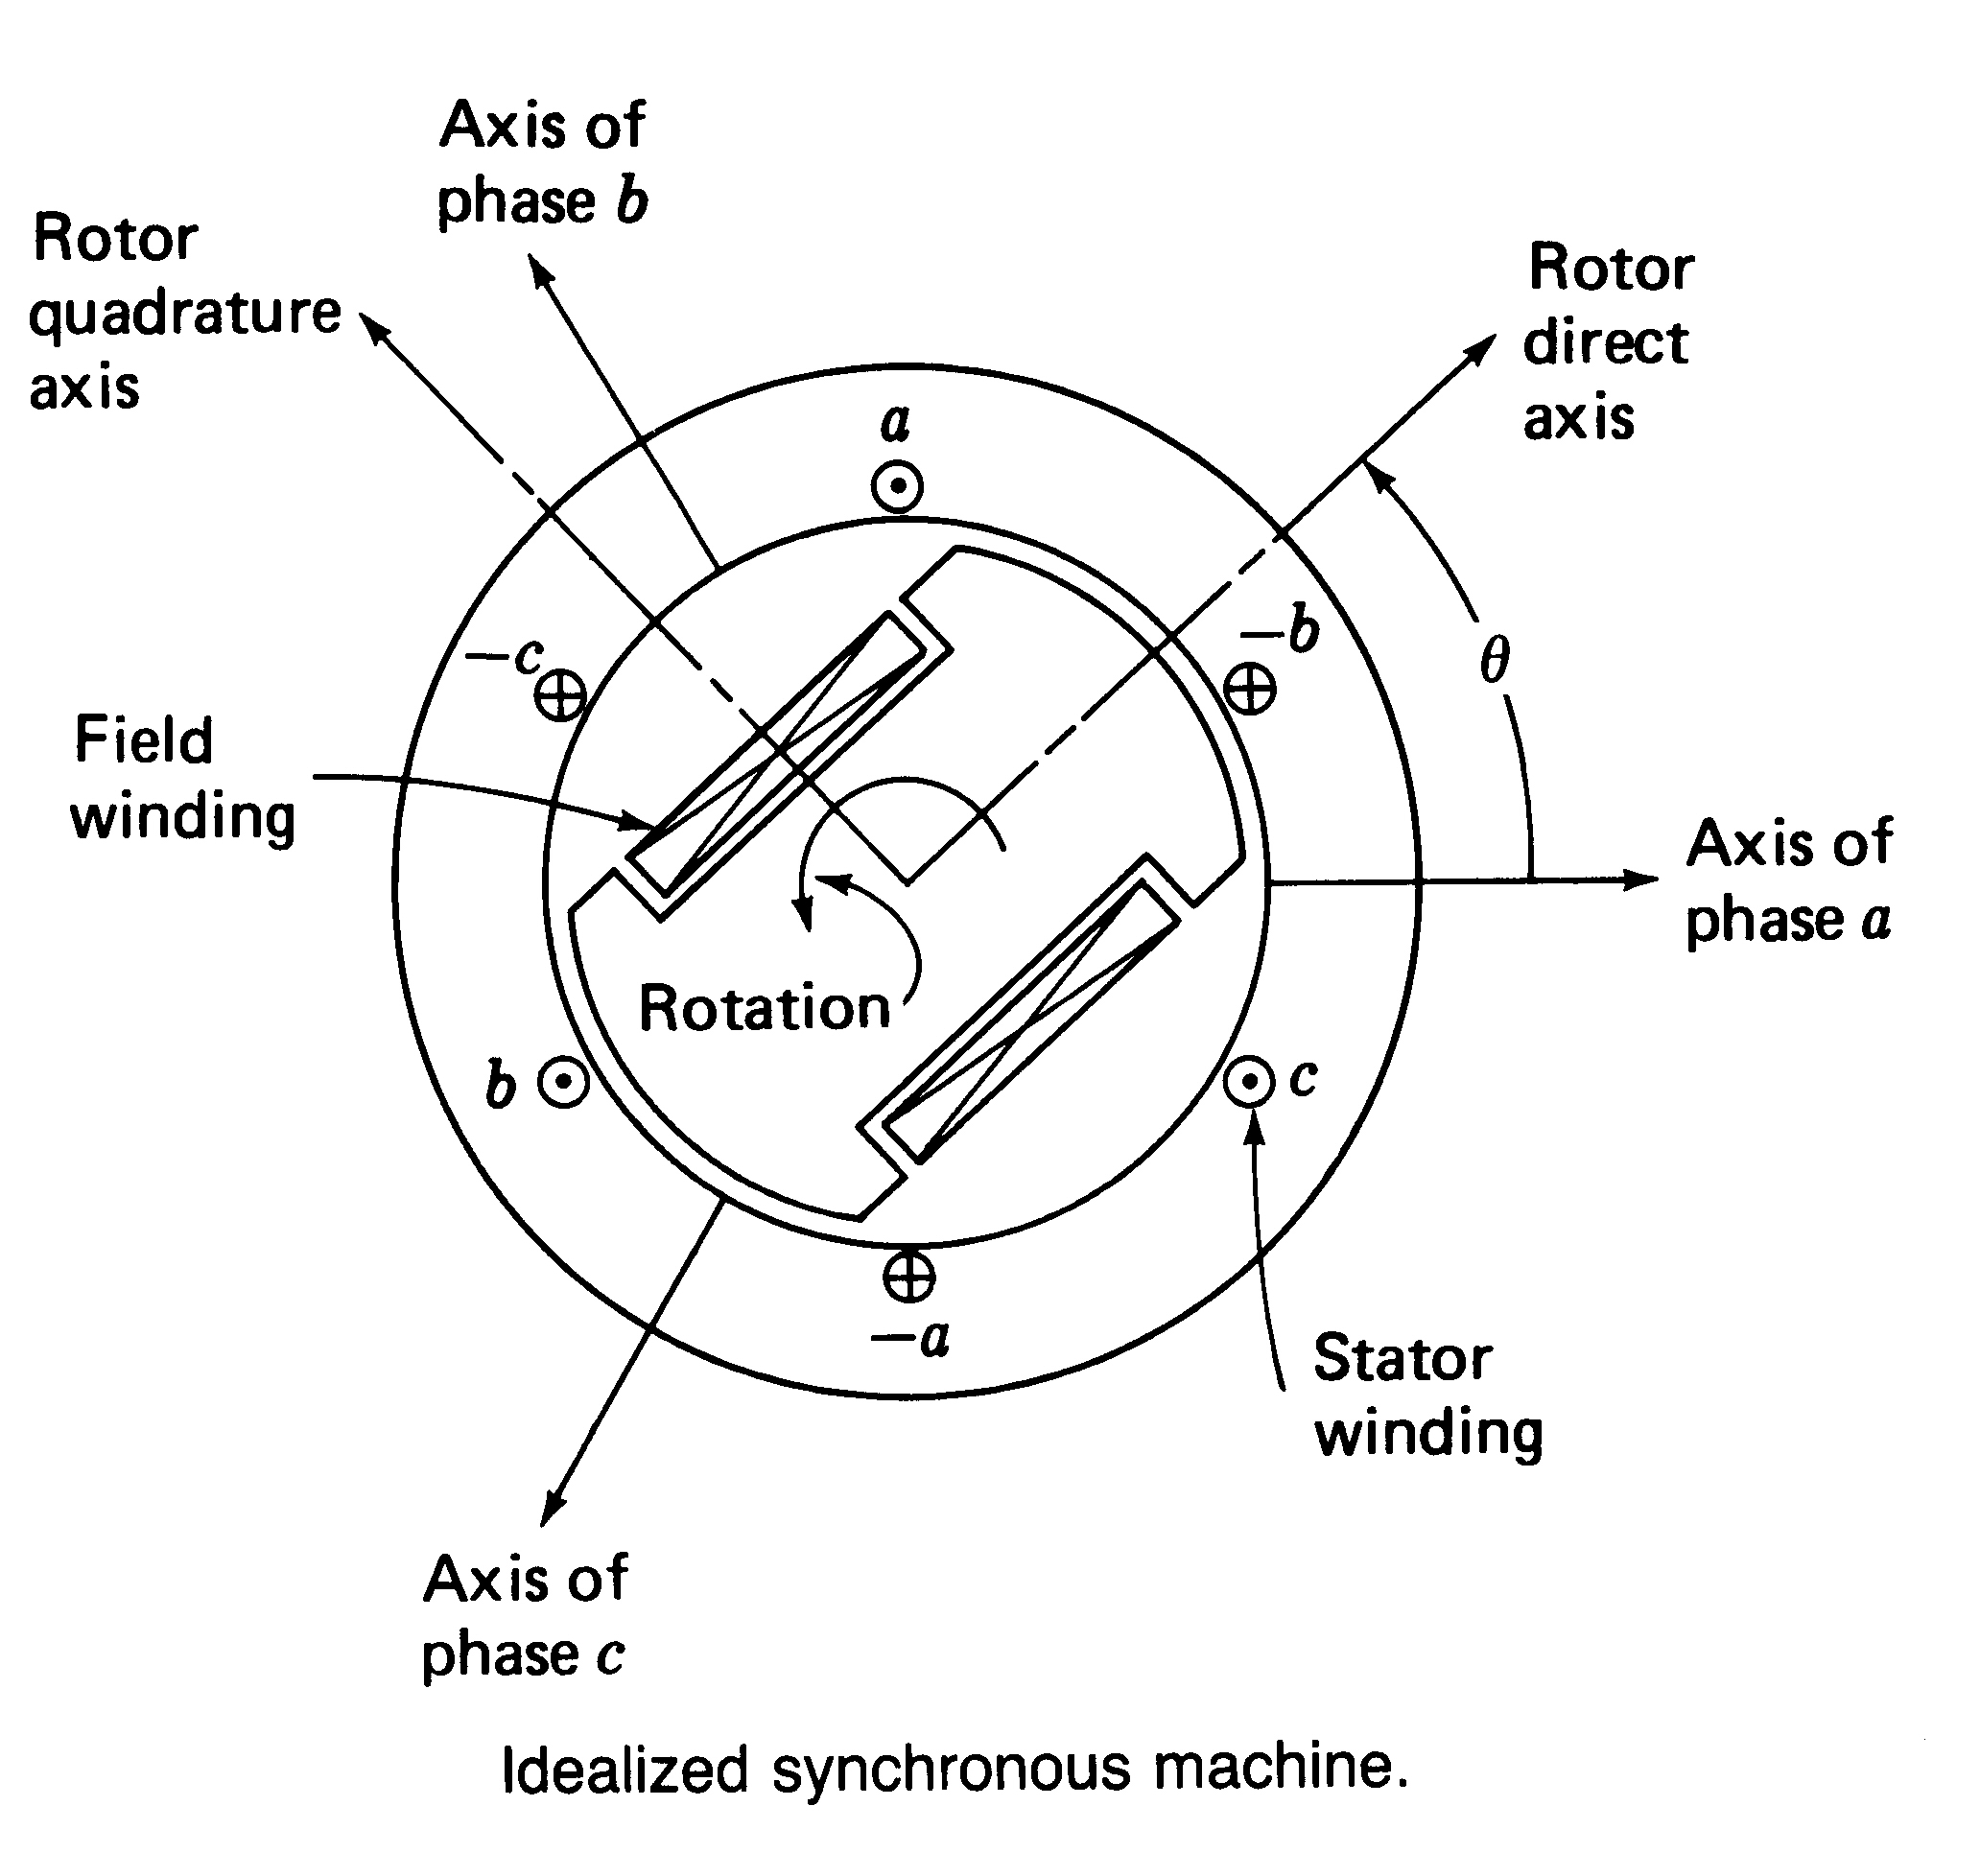 Axis of
phase b
Rotor
quadrature
axis
Rotor
direct
axis
a
−b
−c
θ
Field
winding
Axis of
phase a
Rotation
b
c
−a
Stator
winding
Axis of
phase c
Idealized synchronous machine.